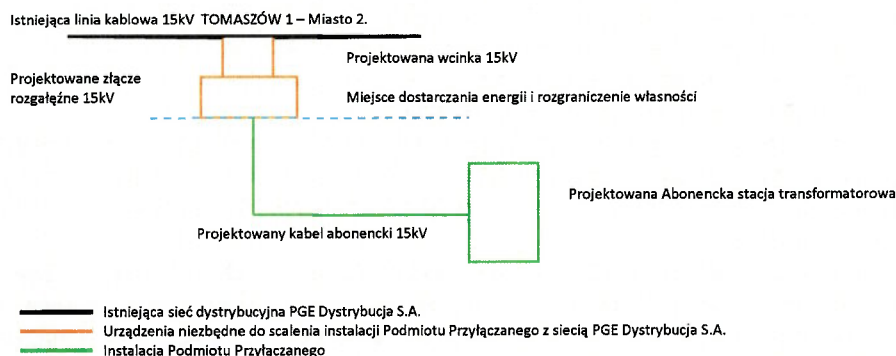 Istniejąca linia kablowa 15kV TOMASZÓW 1 – Miasto 2.
Projektowana wcinka 15kV
Projektowane złącze
rozgałęźne 15kV
Miejsce dostarczania energii i rozgraniczenie własności
Projektowana Abonencka stacja transformatorowa
Projektowany kabel abonencki 15kV
Istniejąca sieć dystrybucyjna PGE Dystrybucja S.A.
Urządzenia niezbędne do scalenia instalacji Podmiotu Przyłączanego z siecią PGE Dystrybucja S.A.
Instalacja Podmiotu Przyłączanego